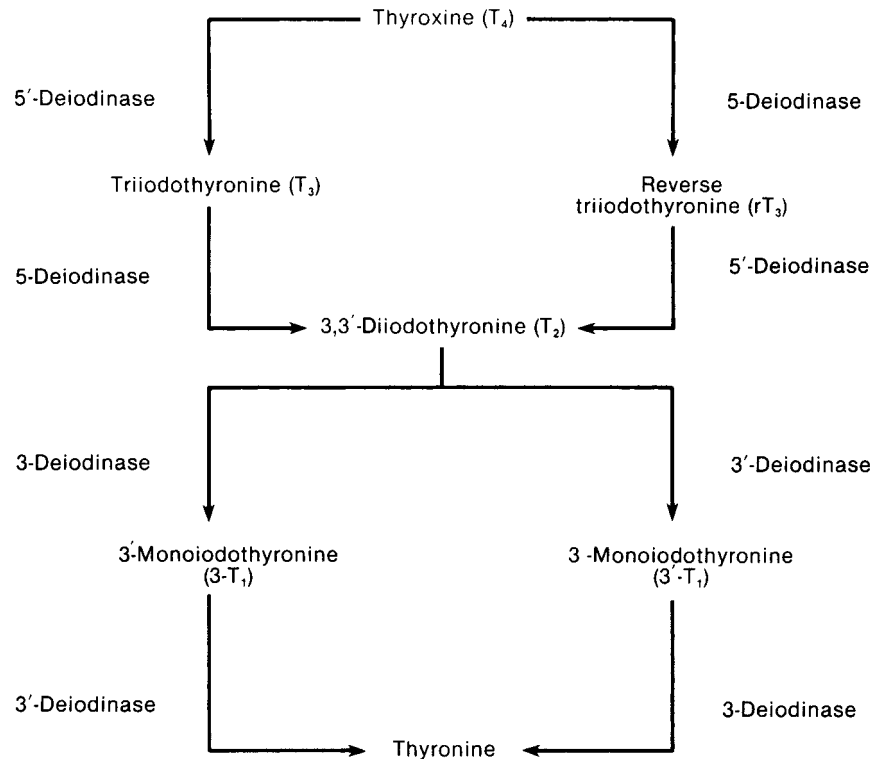 Thyroxine (T₄)
5′-Deiodinase
5-Deiodinase
Triiodothyronine (T₃)
Reverse
triiodothyronine (rT₃)
5-Deiodinase
5′-Deiodinase
3,3′-Diiodothyronine (T₂)
3-Deiodinase
3′-Deiodinase
3′-Monoiodothyronine
(3-T₁)
3 -Monoiodothyronine
(3′-T₁)
3′-Deiodinase
3-Deiodinase
Thyronine